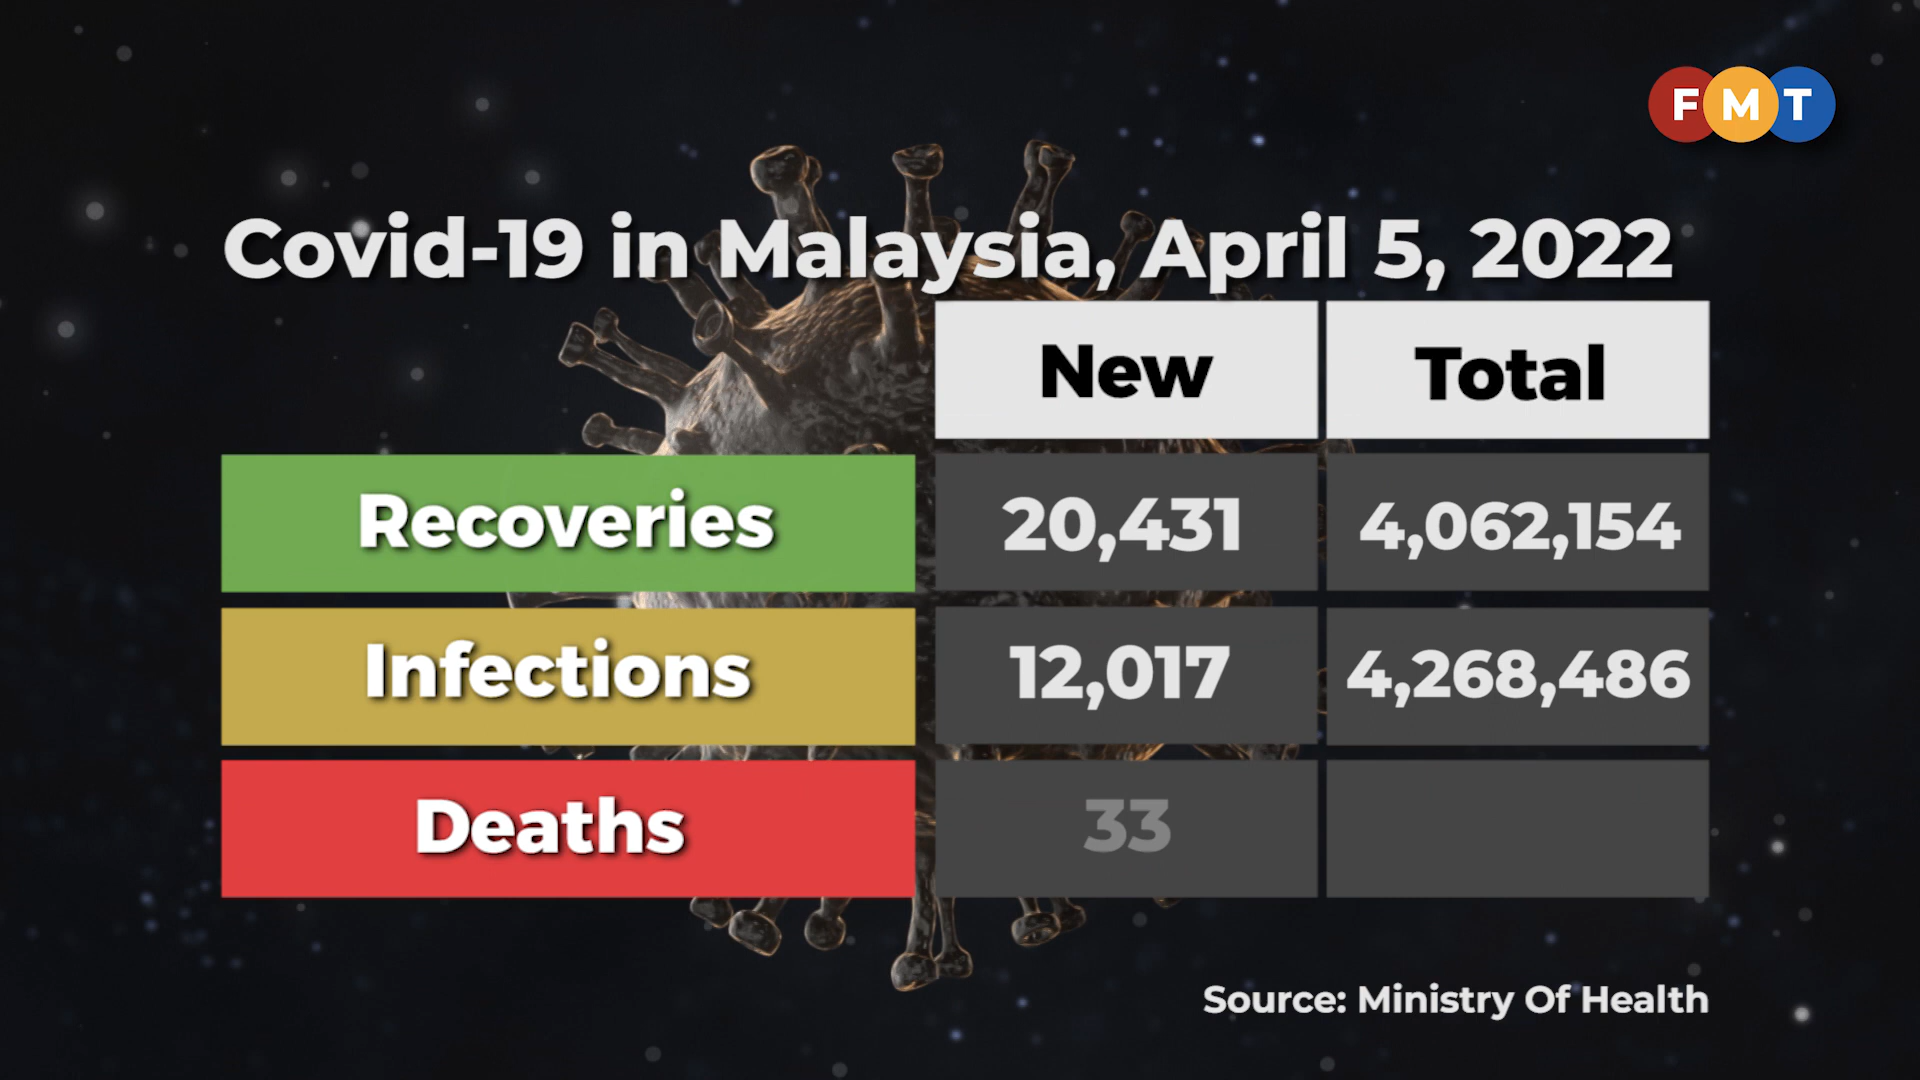 FMT
Covid-19 in Malaysia, April 5, 2022
New Total
Recoveries 20,431 4,062,154
Infections 12,017 4,268,486
Deaths 33
Source: Ministry Of Health